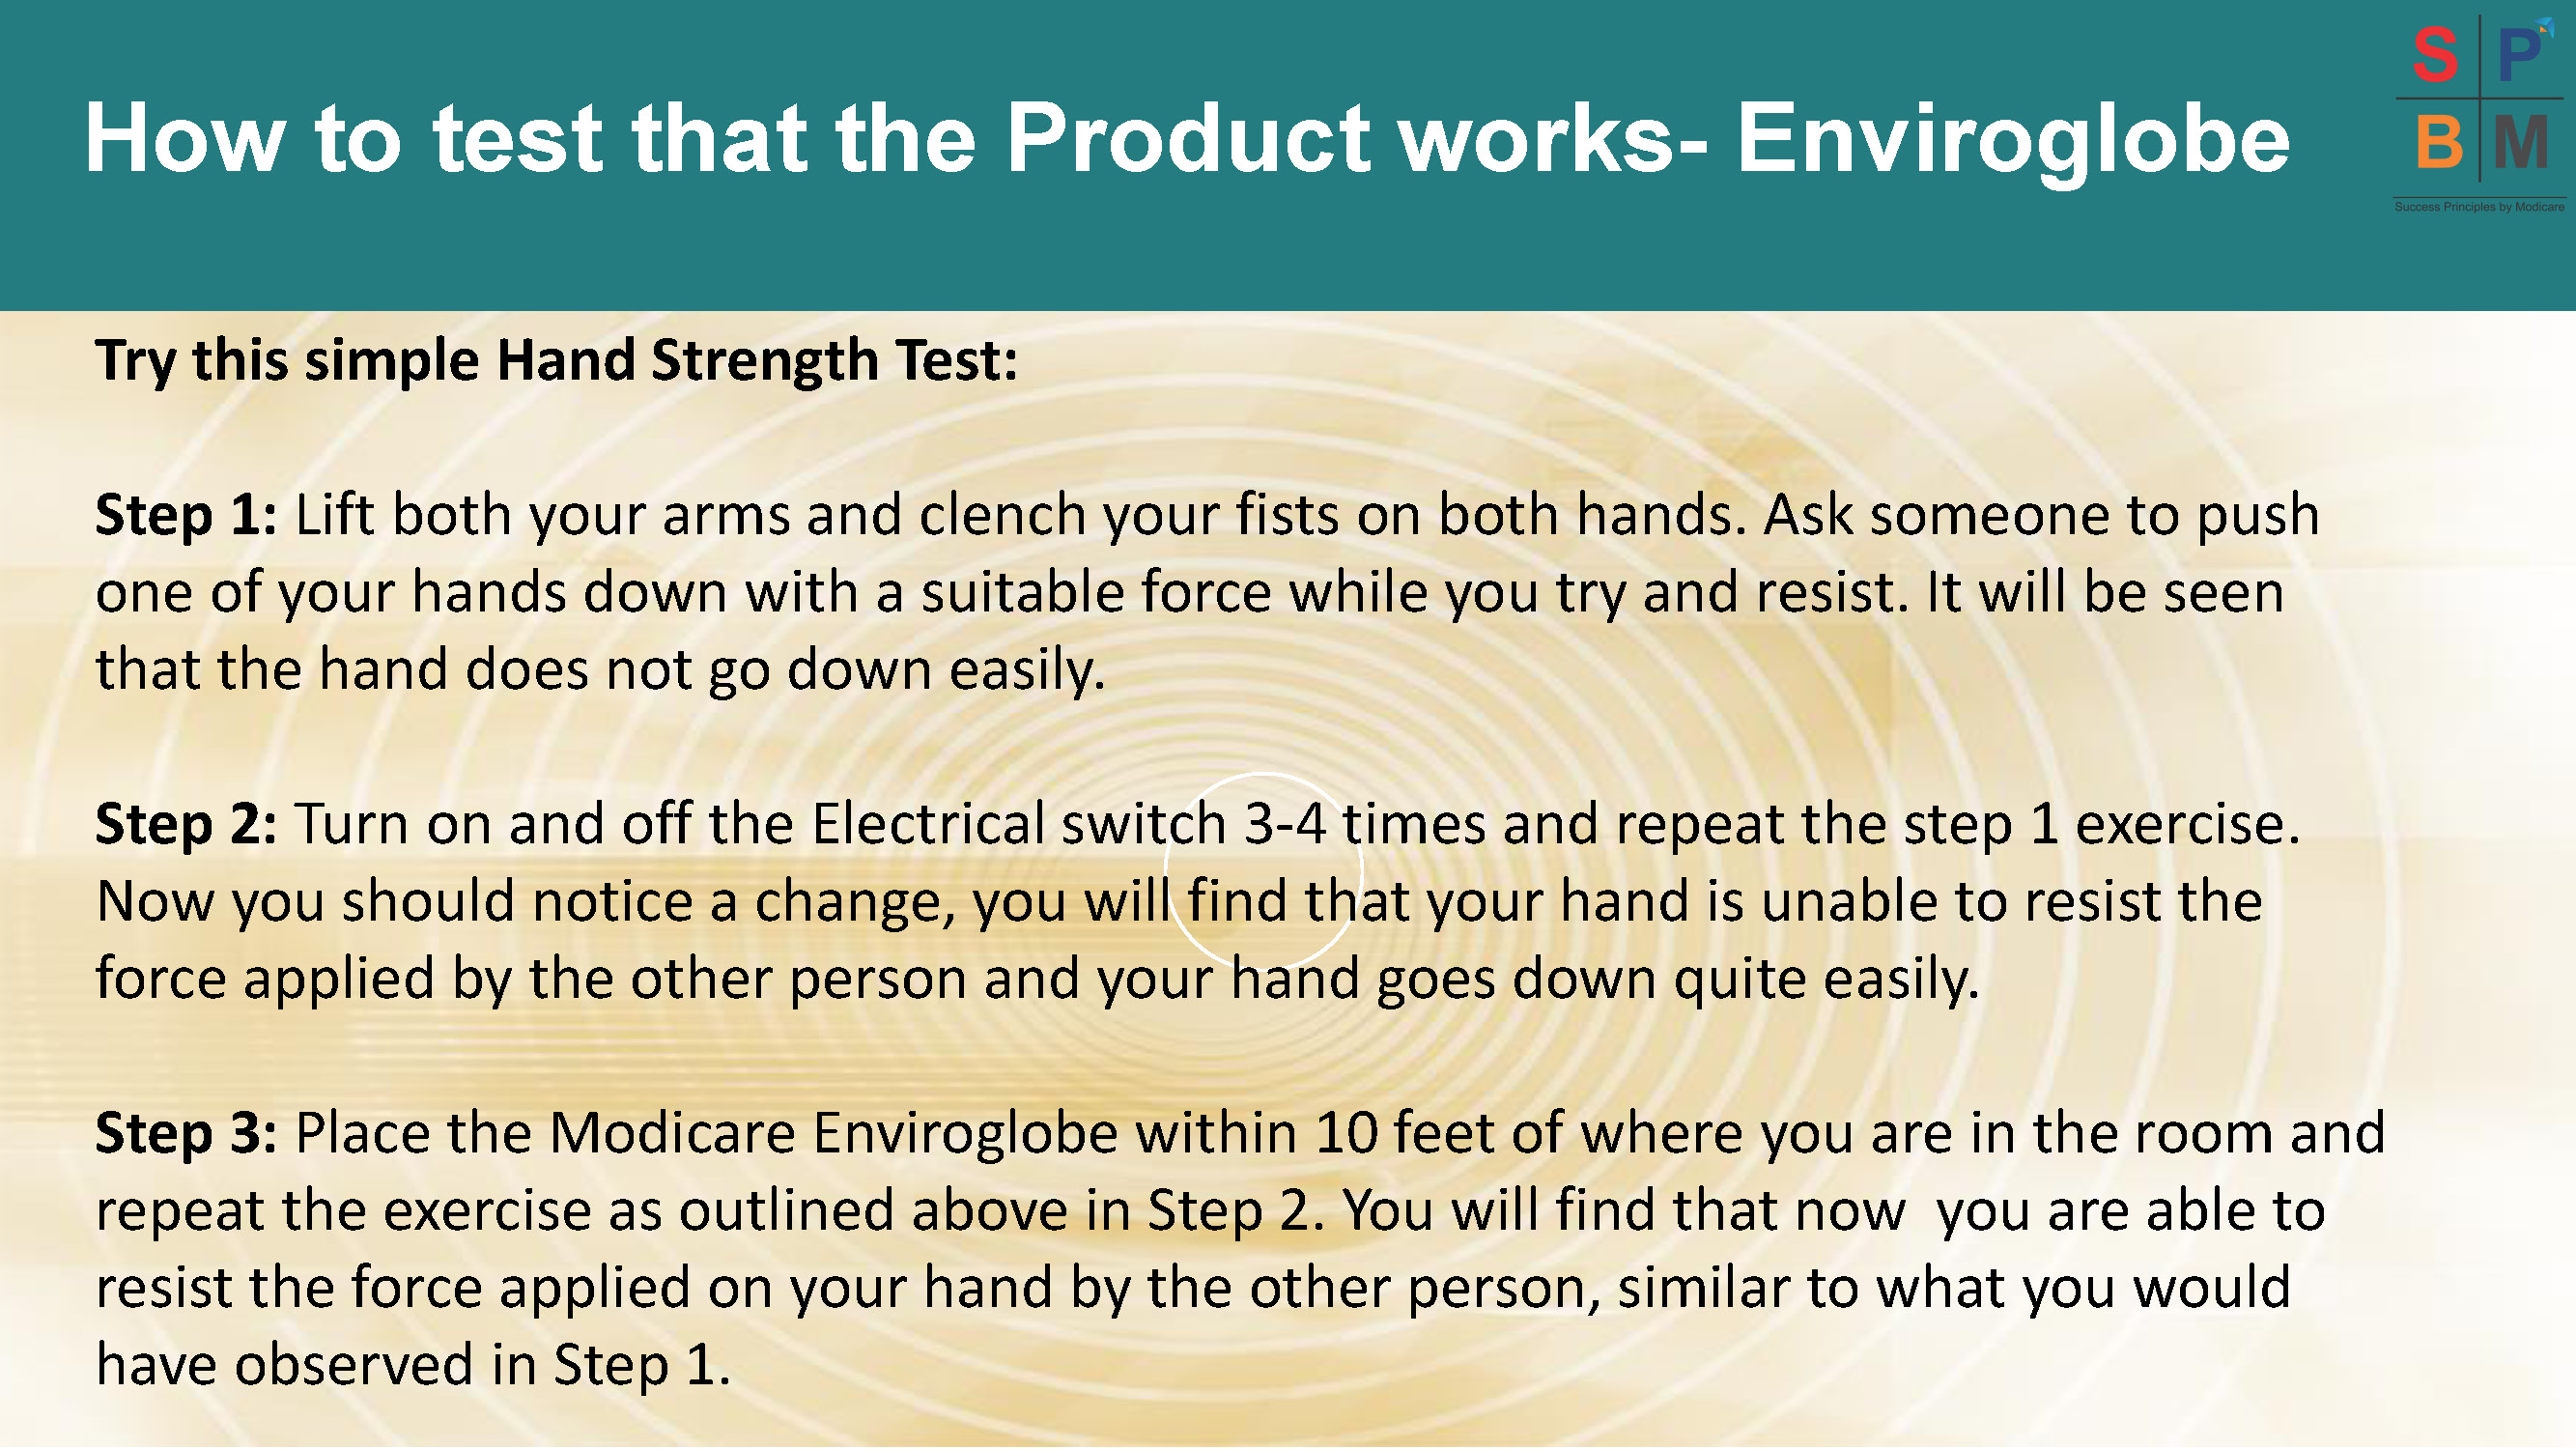 How to test that the Product works- Enviroglobe
S P
B M
Success Principles by Modicare
Try this simple Hand Strength Test:
Step 1: Lift both your arms and clench your fists on both hands. Ask someone to push
one of your hands down with a suitable force while you try and resist. It will be seen
that the hand does not go down easily.
Step 2: Turn on and off the Electrical switch 3-4 times and repeat the step 1 exercise.
Now you should notice a change, you will find that your hand is unable to resist the
force applied by the other person and your hand goes down quite easily.
Step 3: Place the Modicare Enviroglobe within 10 feet of where you are in the room and
repeat the exercise as outlined above in Step 2. You will find that now you are able to
resist the force applied on your hand by the other person, similar to what you would
have observed in Step 1.